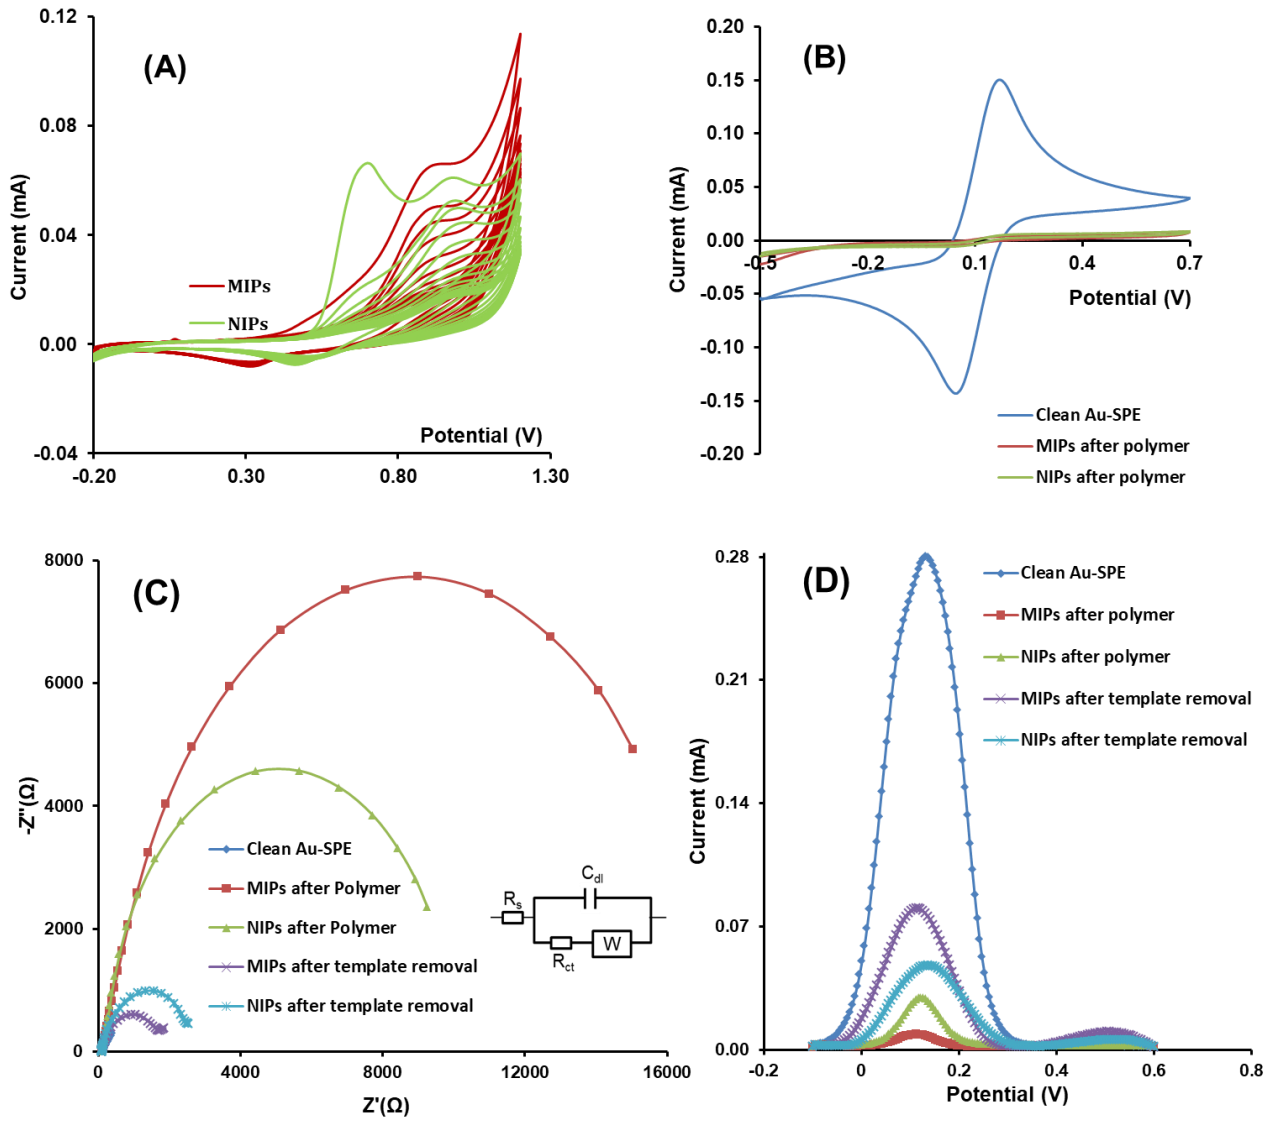 (A)
0.12
0.08
0.04
0.00
-0.04
Current (mA)
MIPs
NIPs
Potential (V)
-0.20 0.30 0.80 1.30
(B)
0.20
0.15
0.10
0.05
0.00
-0.05
-0.10
-0.15
-0.20
Current (mA)
-0.5 -0.2 0.1 0.4 0.7
Potential (V)
Clean Au-SPE
MIPs after polymer
NIPs after polymer
(C)
8000
6000
4000
2000
0
-Z"(Ω)
Clean Au-SPE
MIPs after Polymer
NIPs after Polymer
MIPs after template removal
NIPs after template removal
Cdl
Rs
Rct
W
0 4000 8000 12000 16000
Z'(Ω)
(D)
0.28
0.21
0.14
0.07
0.00
Current (mA)
Clean Au-SPE
MIPs after polymer
NIPs after polymer
MIPs after template removal
NIPs after template removal
-0.2 0 0.2 0.4 0.6 0.8
Potential (V)